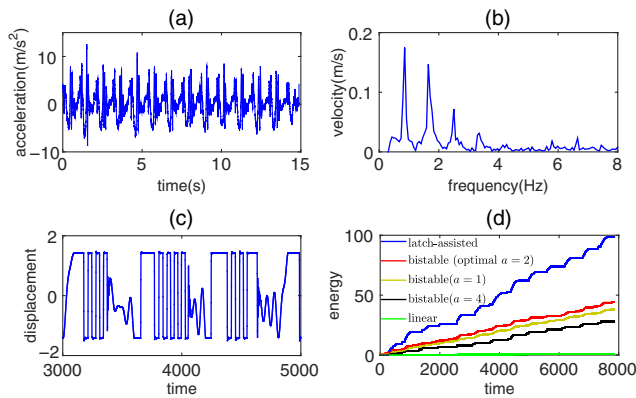 (a)
acceleration(m/s²)
10
0
−10
0
5
10
15
time(s)
(b)
velocity(m/s)
0.2
0.1
0
0
2
4
6
8
frequency(Hz)
(c)
displacement
2
0
−2
3000
4000
5000
time
(d)
energy
100
50
0
latch-assisted
bistable (optimal a = 2)
bistable(a = 1)
bistable(a = 4)
linear
0
2000
4000
6000
8000
time